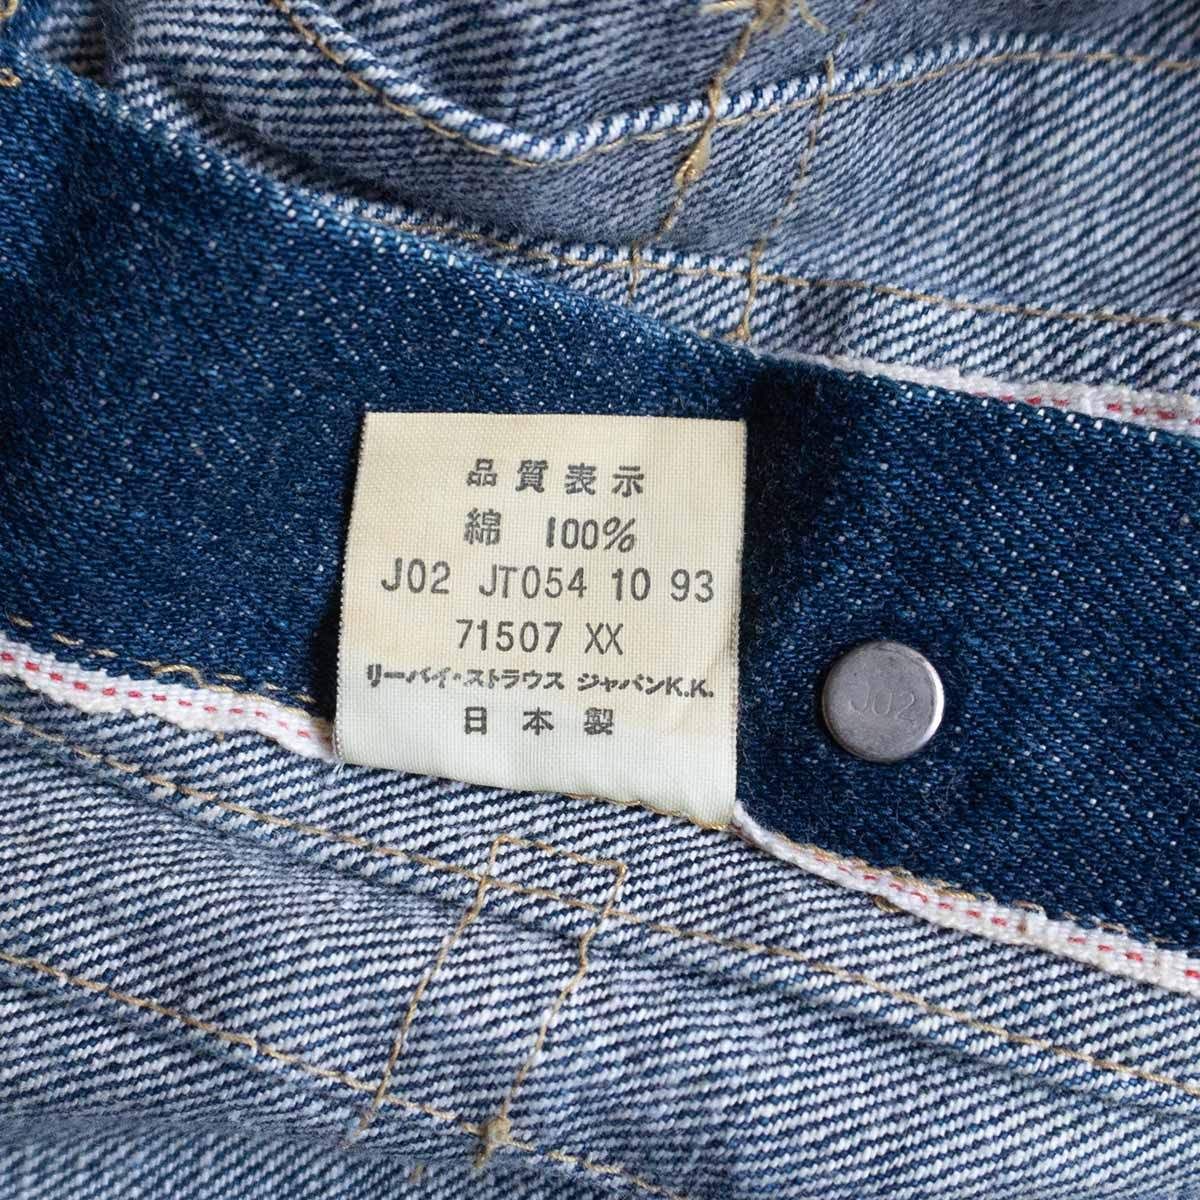 品質表示
綿 100%
J02 JT054 10 93
71507 XX
リーバイ・ストラウス ジャパンK.K.
日本製
J02